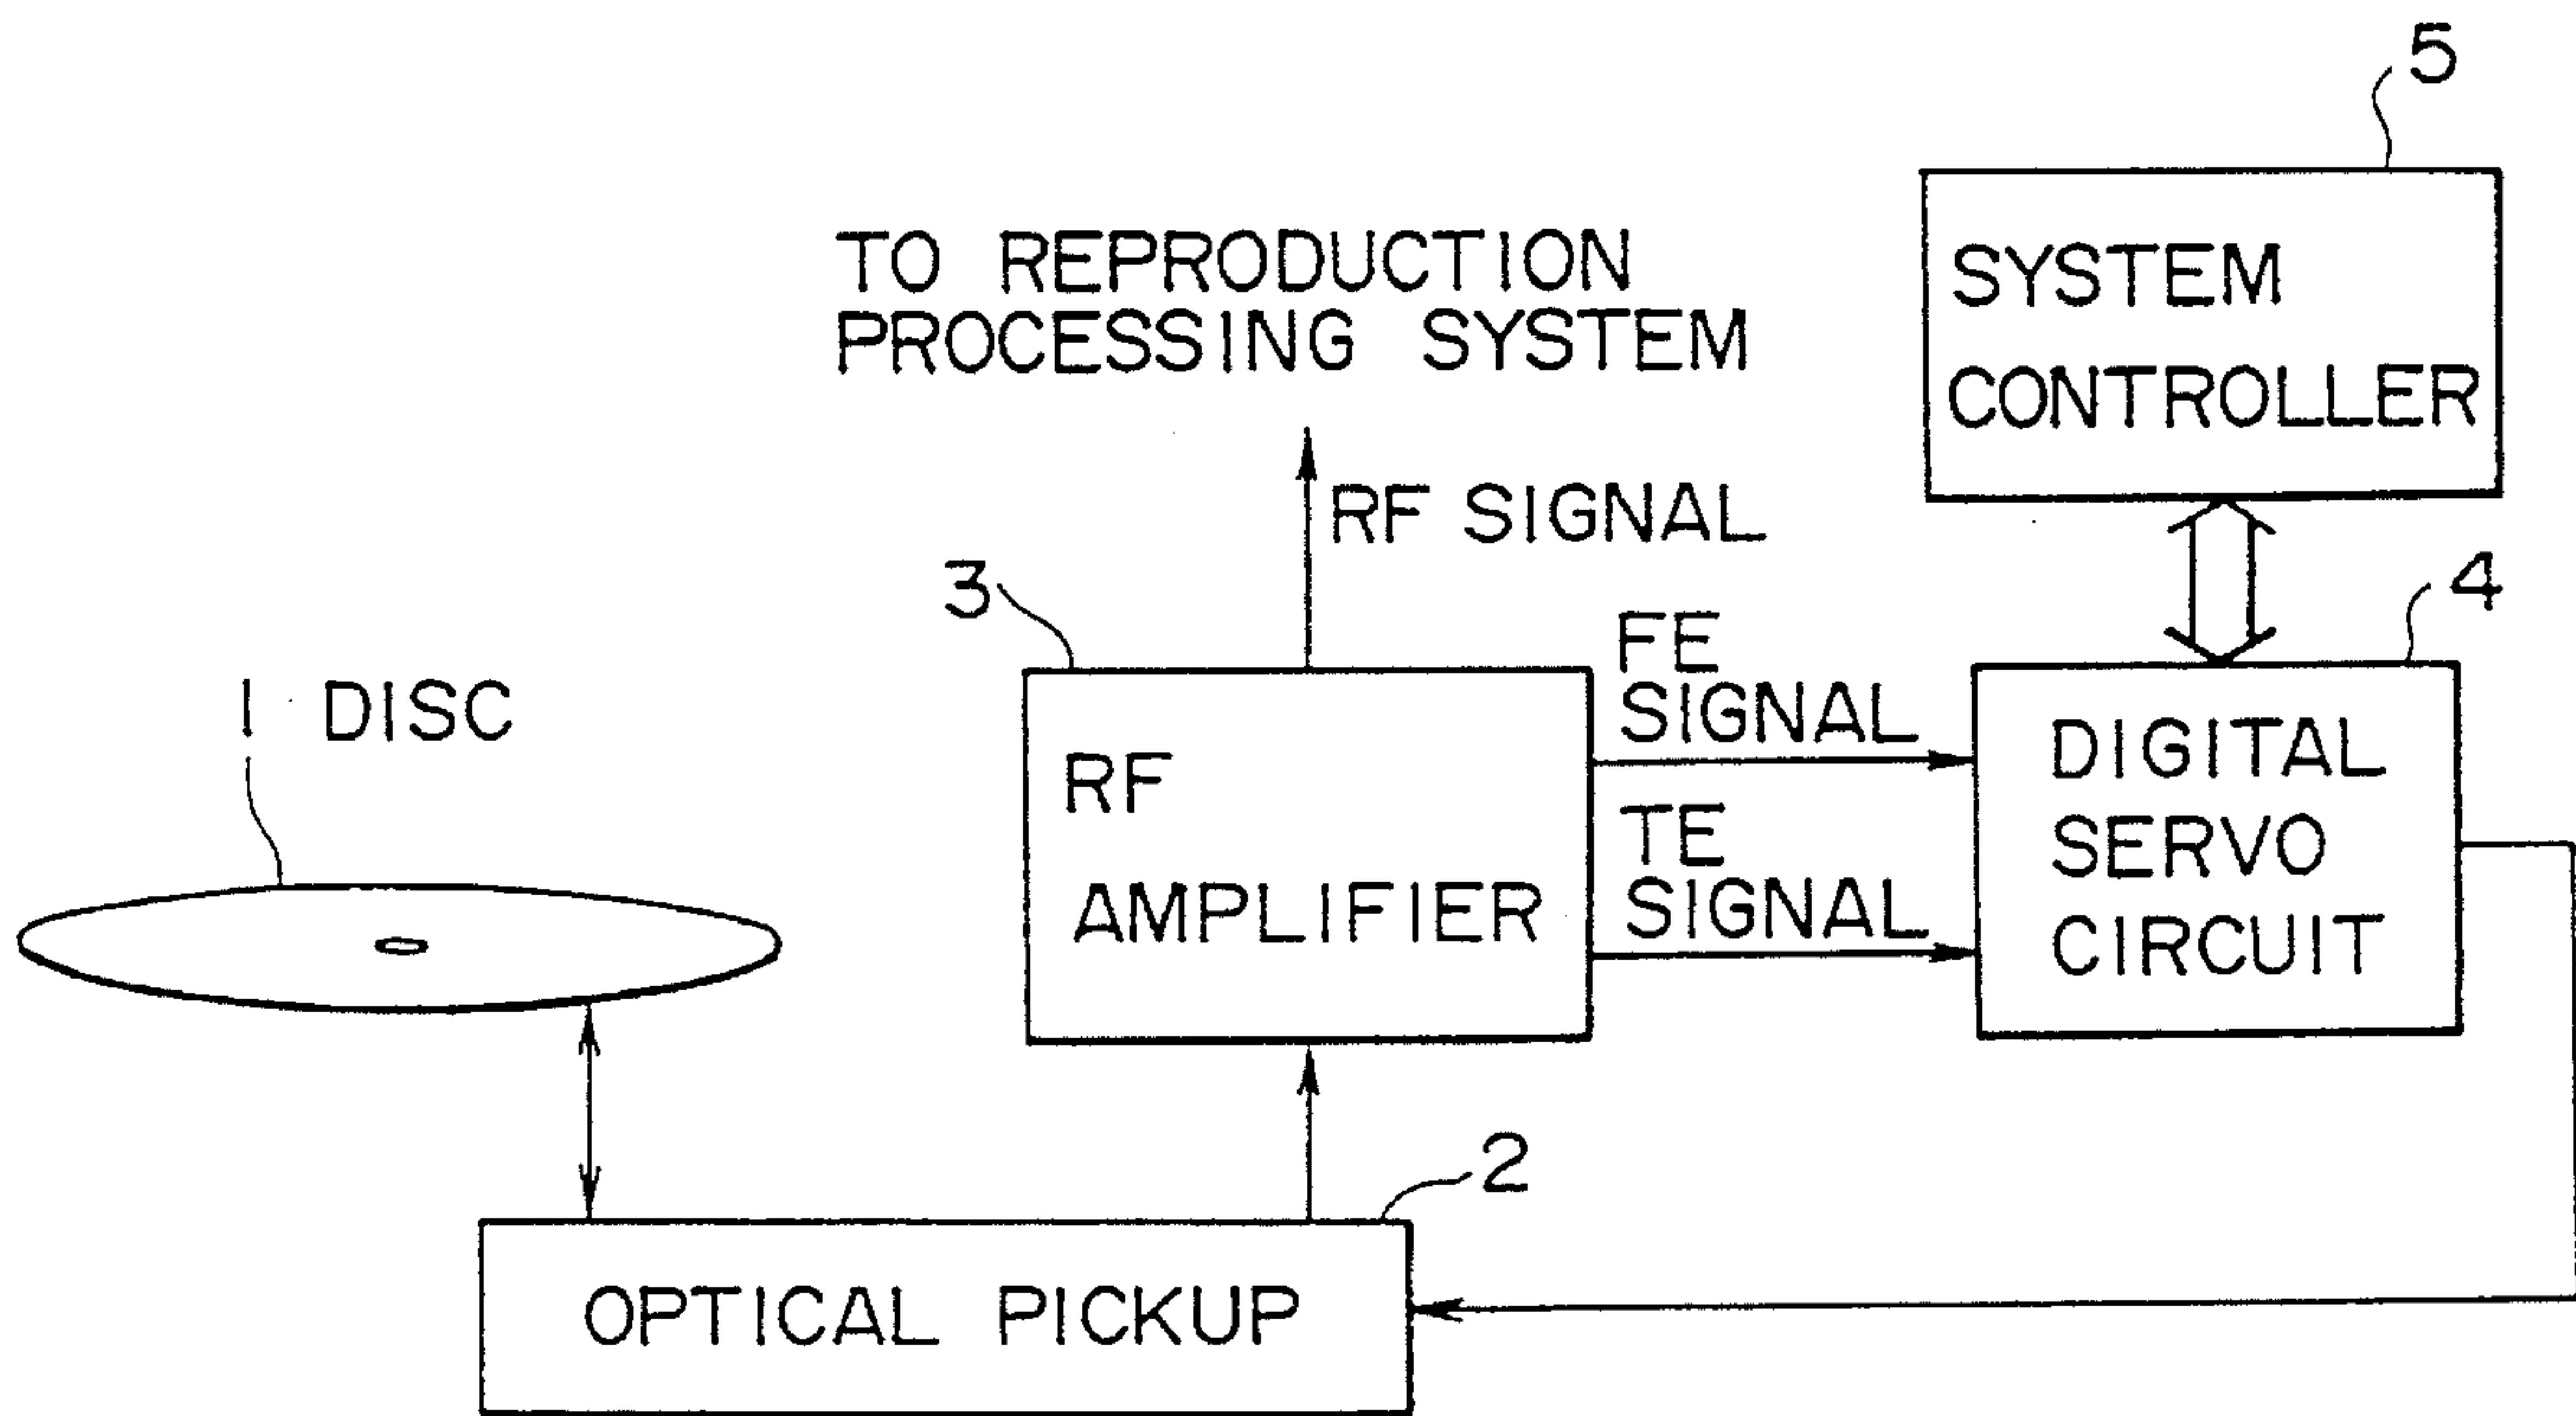 5
SYSTEM
CONTROLLER
TO REPRODUCTION
PROCESSING SYSTEM
RF SIGNAL
3
4
FE
SIGNAL
1 DISC
RF
AMPLIFIER
TE
SIGNAL
DIGITAL
SERVO
CIRCUIT
2
OPTICAL PICKUP